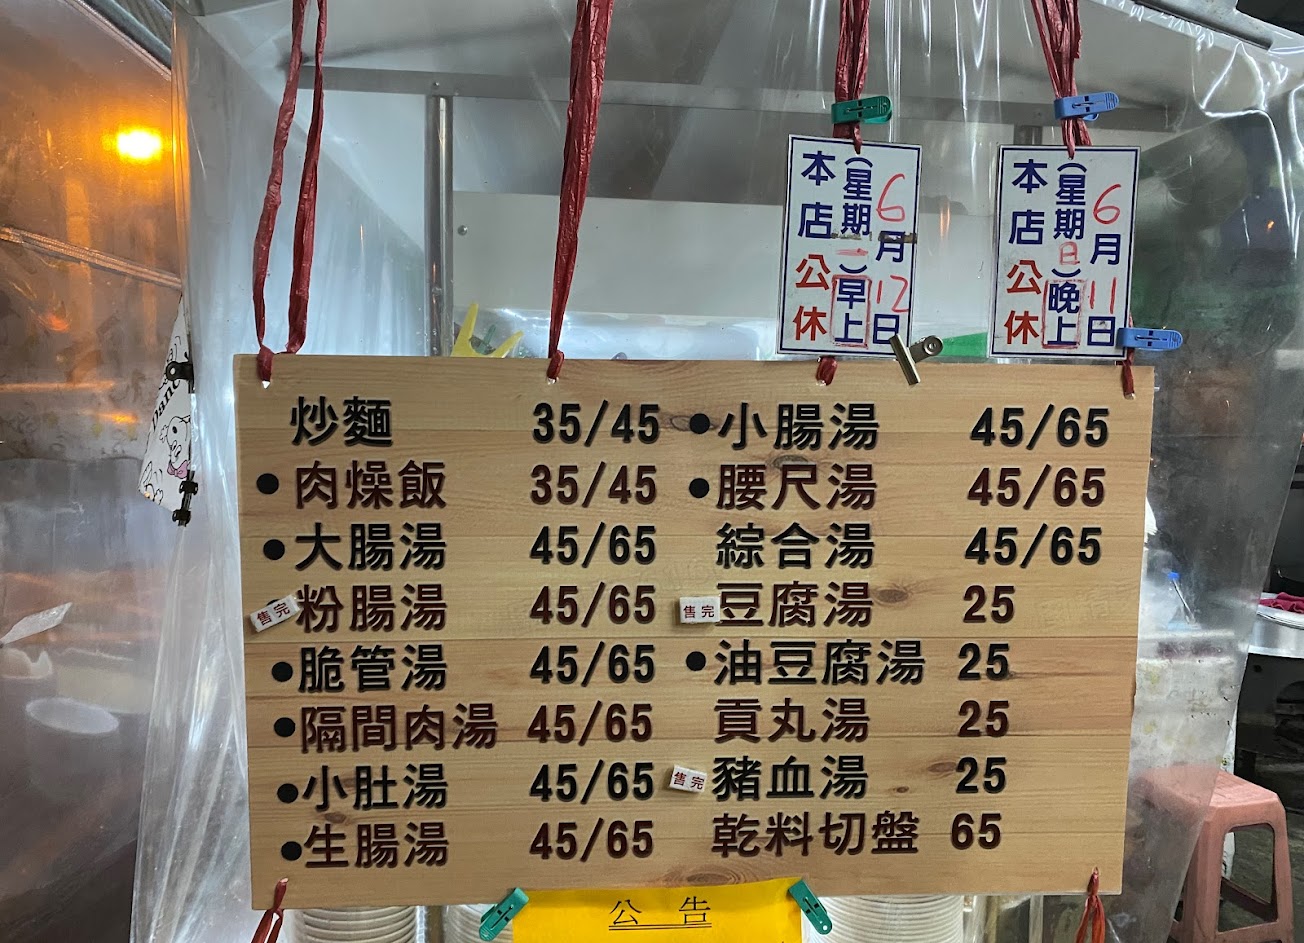 本店公休
(星期一)早上
6月12日
本店公休
(星期日)晚上
6月11日
炒麵 35/45
●肉燥飯 35/45
●大腸湯 45/65
售完 粉腸湯 45/65
●脆管湯 45/65
●隔間肉湯 45/65
●小肚湯 45/65
●生腸湯 45/65
●小腸湯 45/65
●腰尺湯 45/65
綜合湯 45/65
售完 豆腐湯 25
●油豆腐湯 25
貢丸湯 25
售完 豬血湯 25
乾料切盤 65
公告